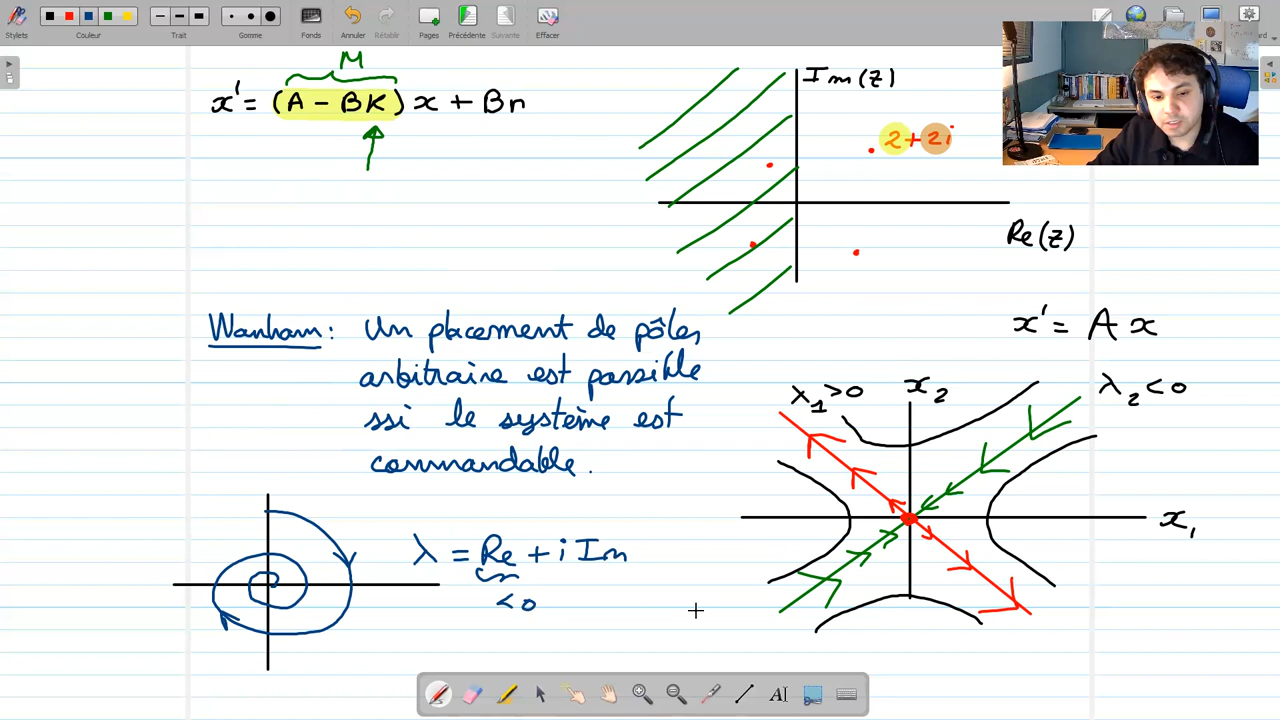 Stylets
Couleur
Trait
Gomme
Fonds
Annuler
Rétablir
Pages
Précédente
Suivante
Effacer
M
x' = (A - BK) x + Bn
Im(z)
2 + 2i
Re(z)
Wanham : Un placement de pôles
arbitraire est possible
ssi le système est
commandable.
x' = A x
λ1 > 0
x2
λ2 < 0
x1
λ = Re + i Im
< 0
AI